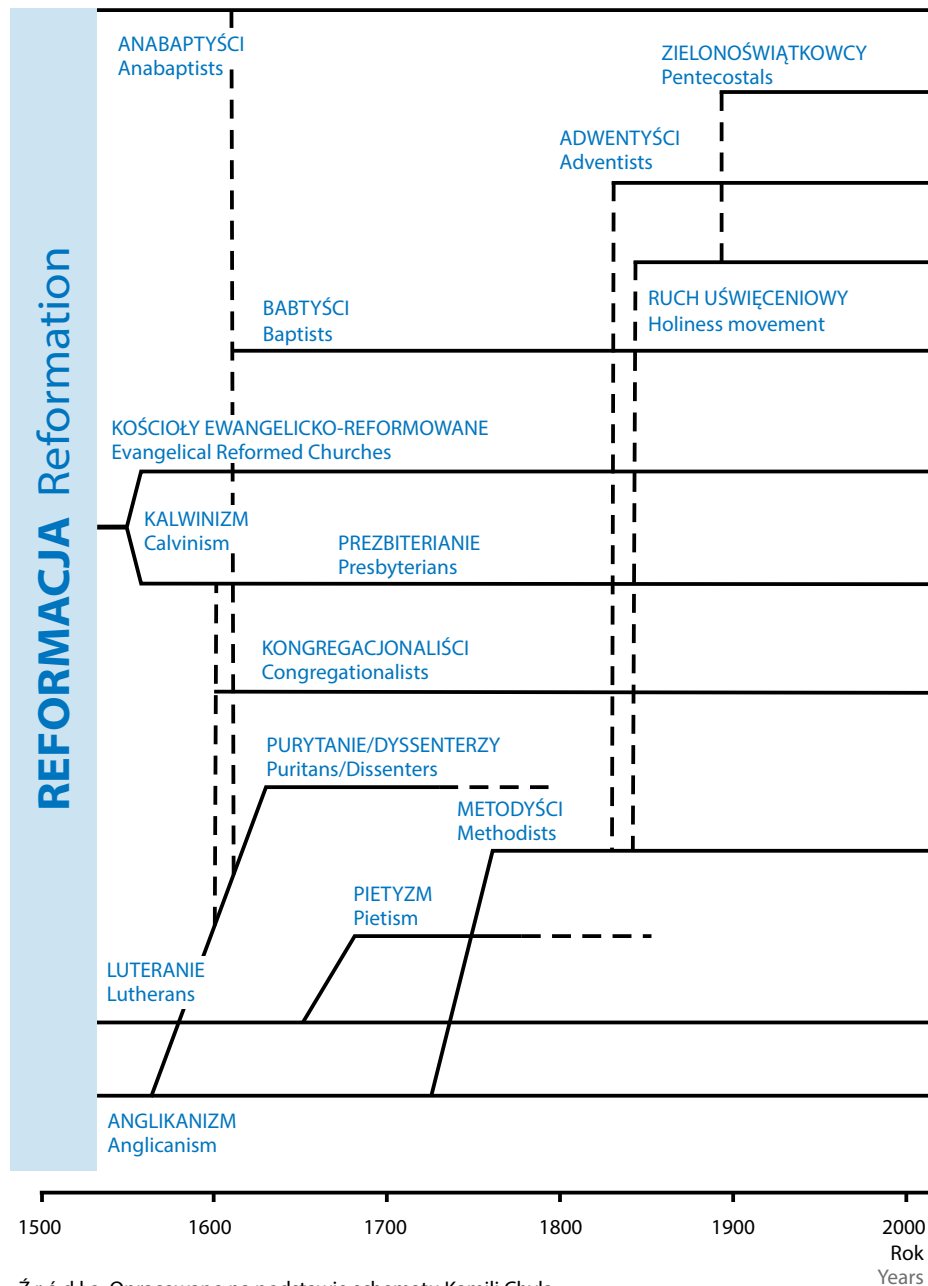 REFORMACJA Reformation
ANABAPTYŚCI
Anabaptists
ZIELONOŚWIĄTKOWCY
Pentecostals
ADWENTYŚCI
Adventists
RUCH UŚWIĘCENIOWY
Holiness movement
BABTYŚCI
Baptists
KOŚCIOŁY EWANGELICKO-REFORMOWANE
Evangelical Reformed Churches
KALWINIZM
Calvinism
PREZBITERIANIE
Presbyterians
KONGREGACJONALIŚCI
Congregationalists
PURYTANIE/DYSSENTERZY
Puritans/Dissenters
METODYŚCI
Methodists
PIETYZM
Pietism
LUTERANIE
Lutherans
ANGLIKANIZM
Anglicanism
1500 1600 1700 1800 1900 2000
Rok
Years